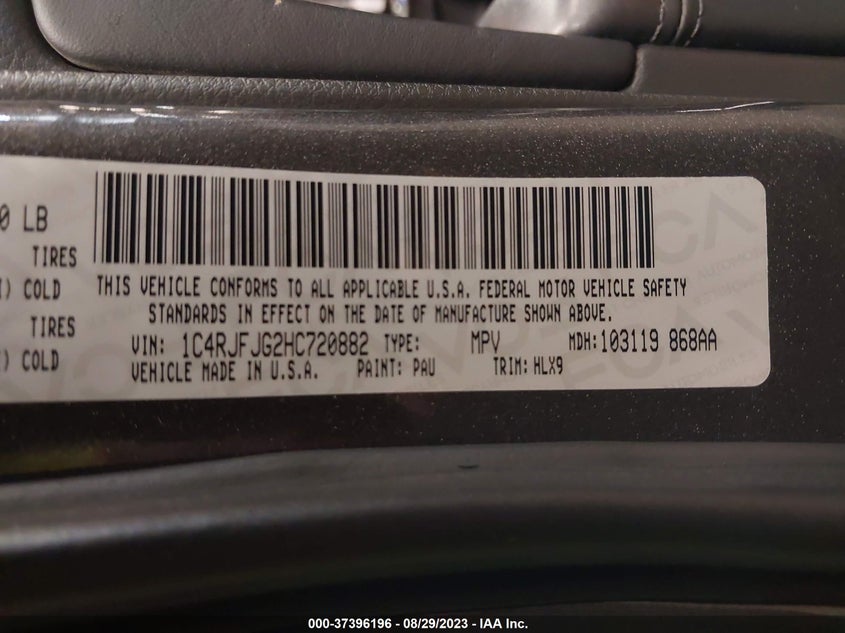 0 LB
TIRES
) COLD
TIRES
) COLD
THIS VEHICLE CONFORMS TO ALL APPLICABLE U.S.A. FEDERAL MOTOR VEHICLE SAFETY
STANDARDS IN EFFECT ON THE DATE OF MANUFACTURE SHOWN ABOVE.
VIN: 1C4RJFJG2HC720882 TYPE: MPV MDH:103119 868AA
VEHICLE MADE IN U.S.A. PAINT: PAU TRIM: HLX9
000-37396196 - 08/29/2023 - IAA Inc.